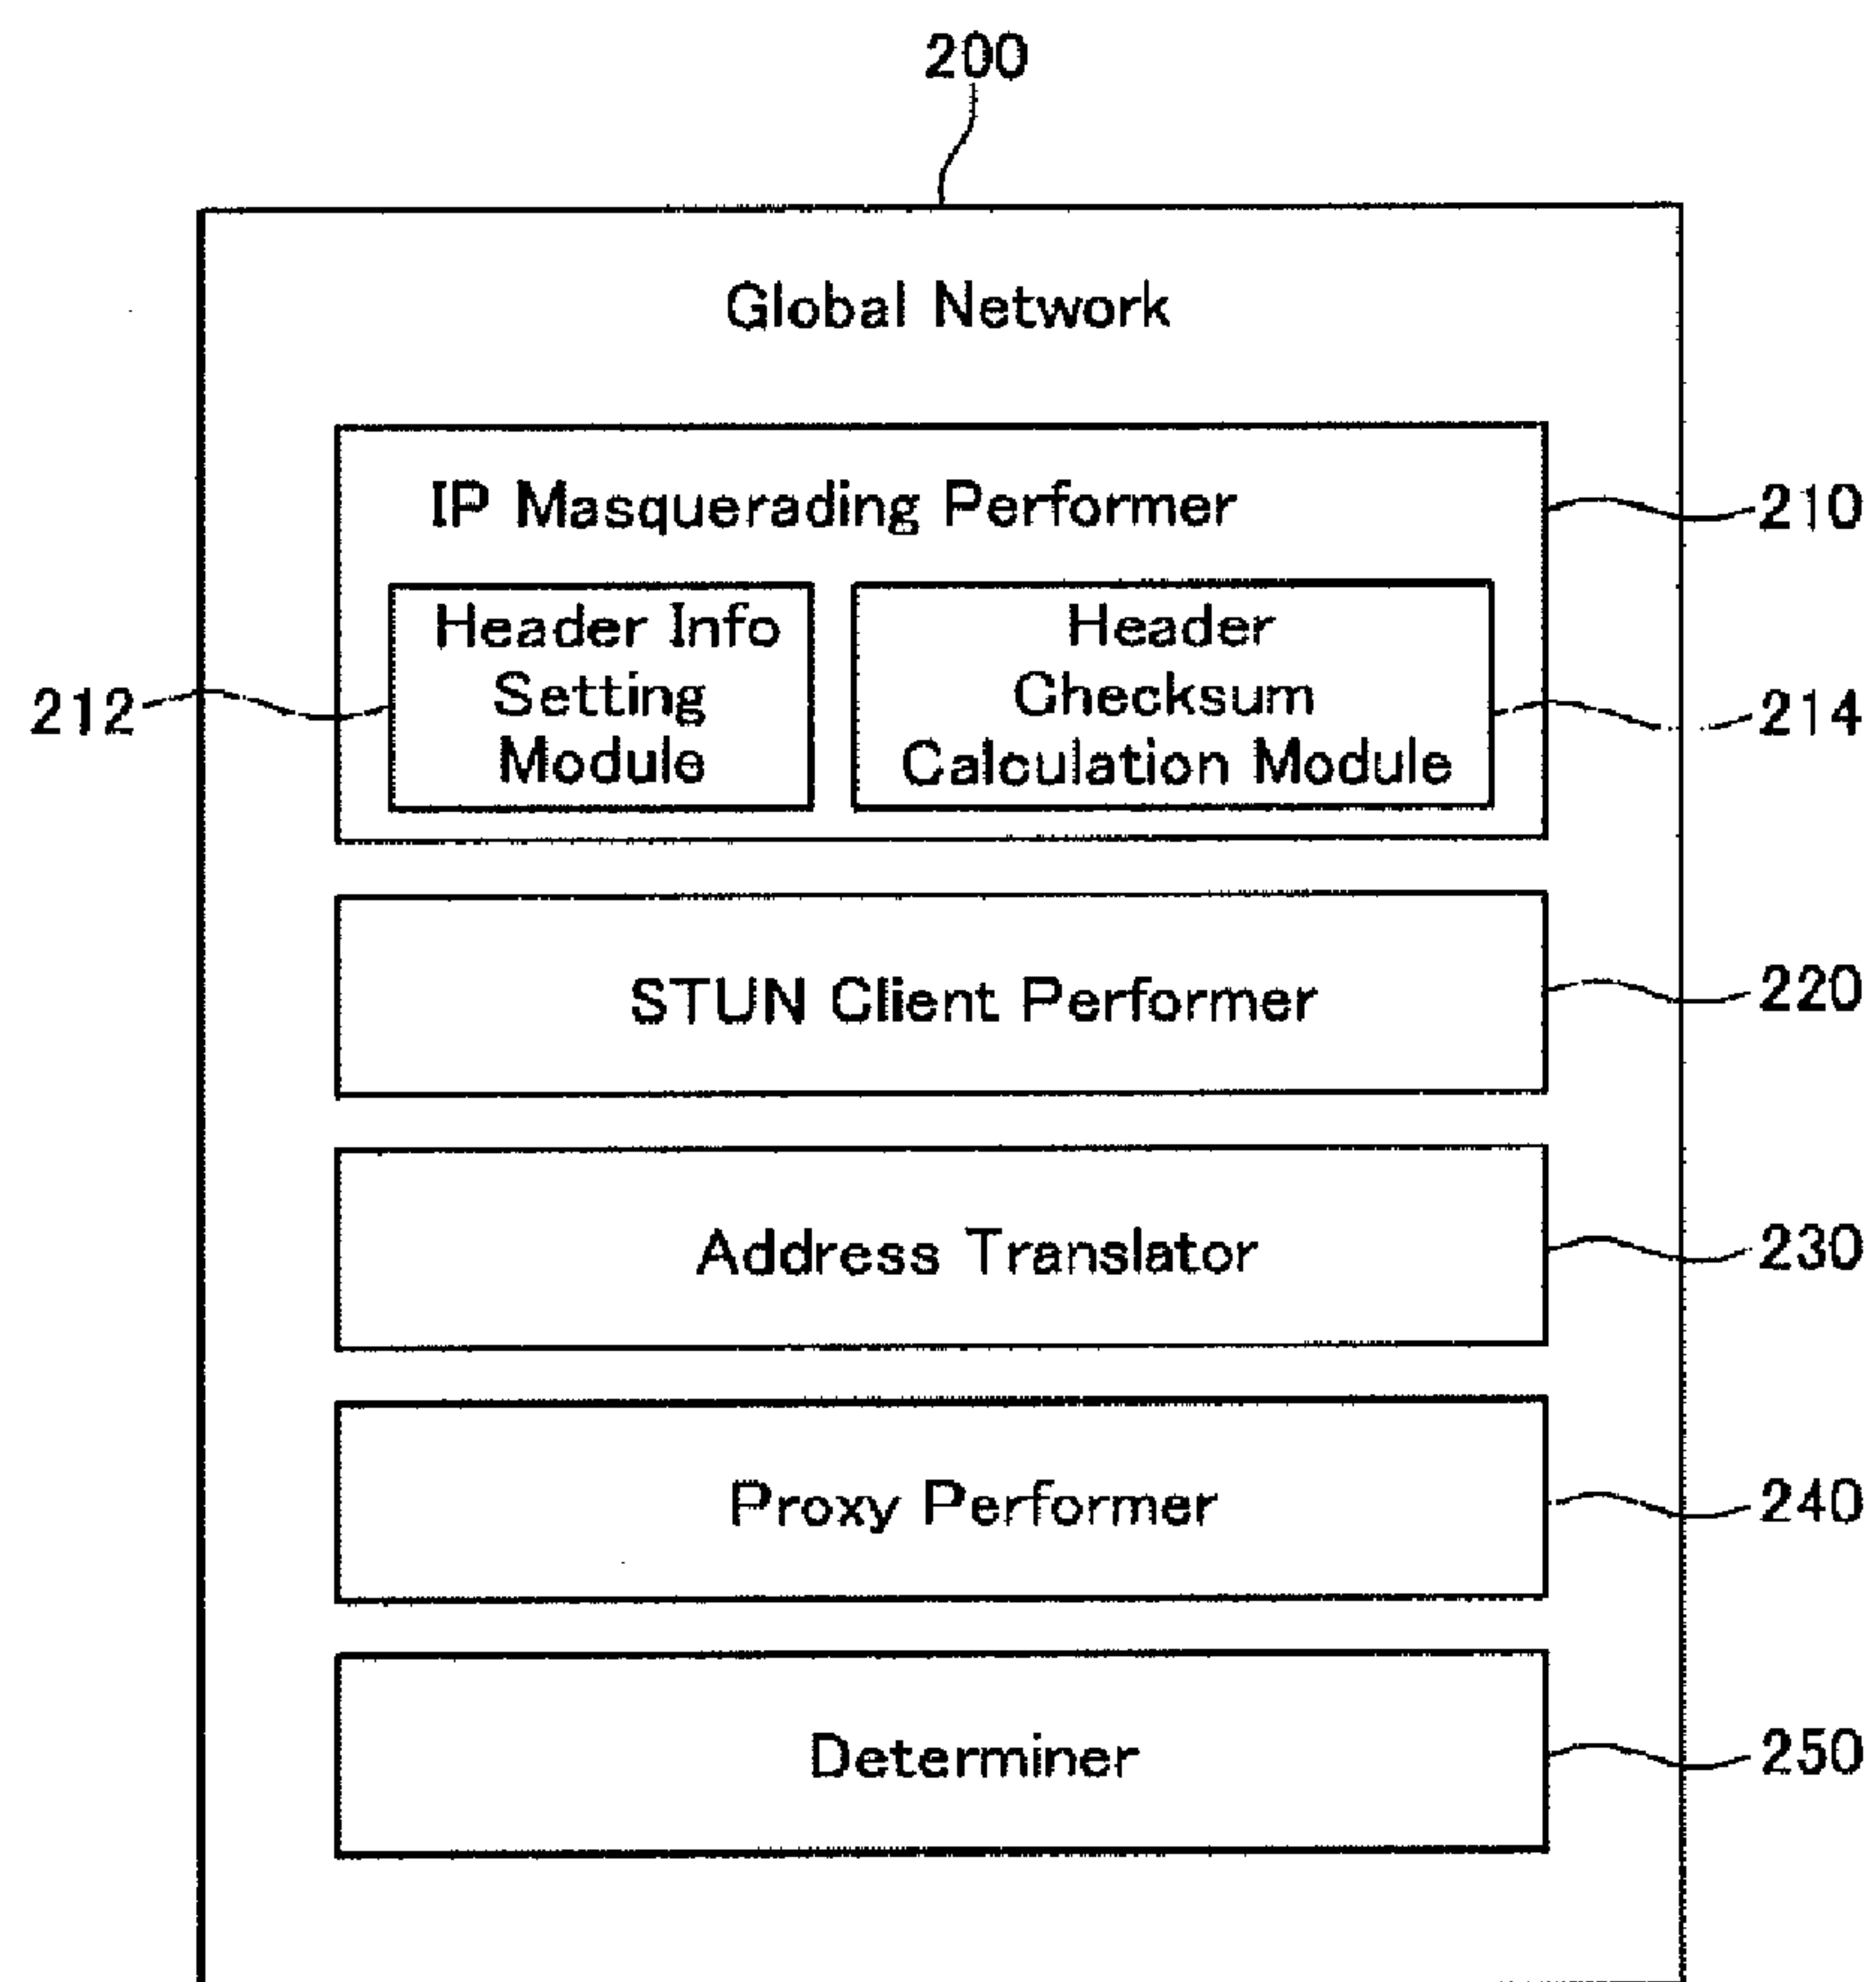 200
Global Network
IP Masquerading Performer
210
Header Info
Setting
Module
212
Header
Checksum
Calculation Module
214
STUN Client Performer
220
Address Translator
230
Proxy Performer
240
Determiner
250